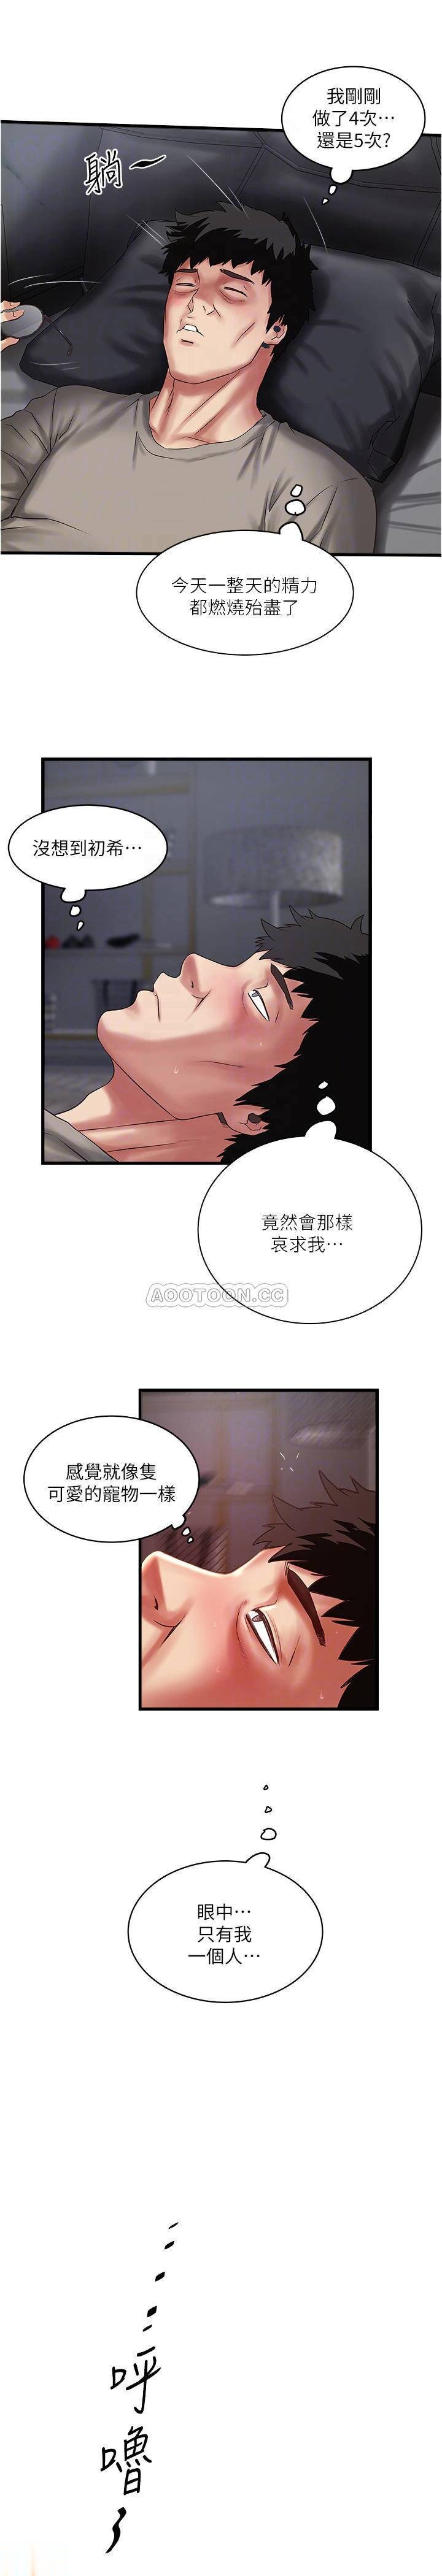 我剛剛
做了4次…
還是5次?
躺一
今天一整天的精力
都燃燒殆盡了
沒想到初希…
竟然會那樣
哀求我…
AOOTOON.CC
感覺就像隻
可愛的寵物一樣
眼中…
只有我
一個人…
呼
嚕
~